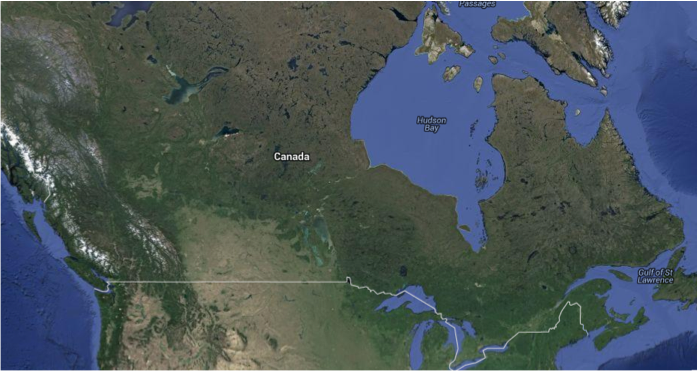 Passages
Hudson
Bay
Canada
Gulf of St
Lawrence